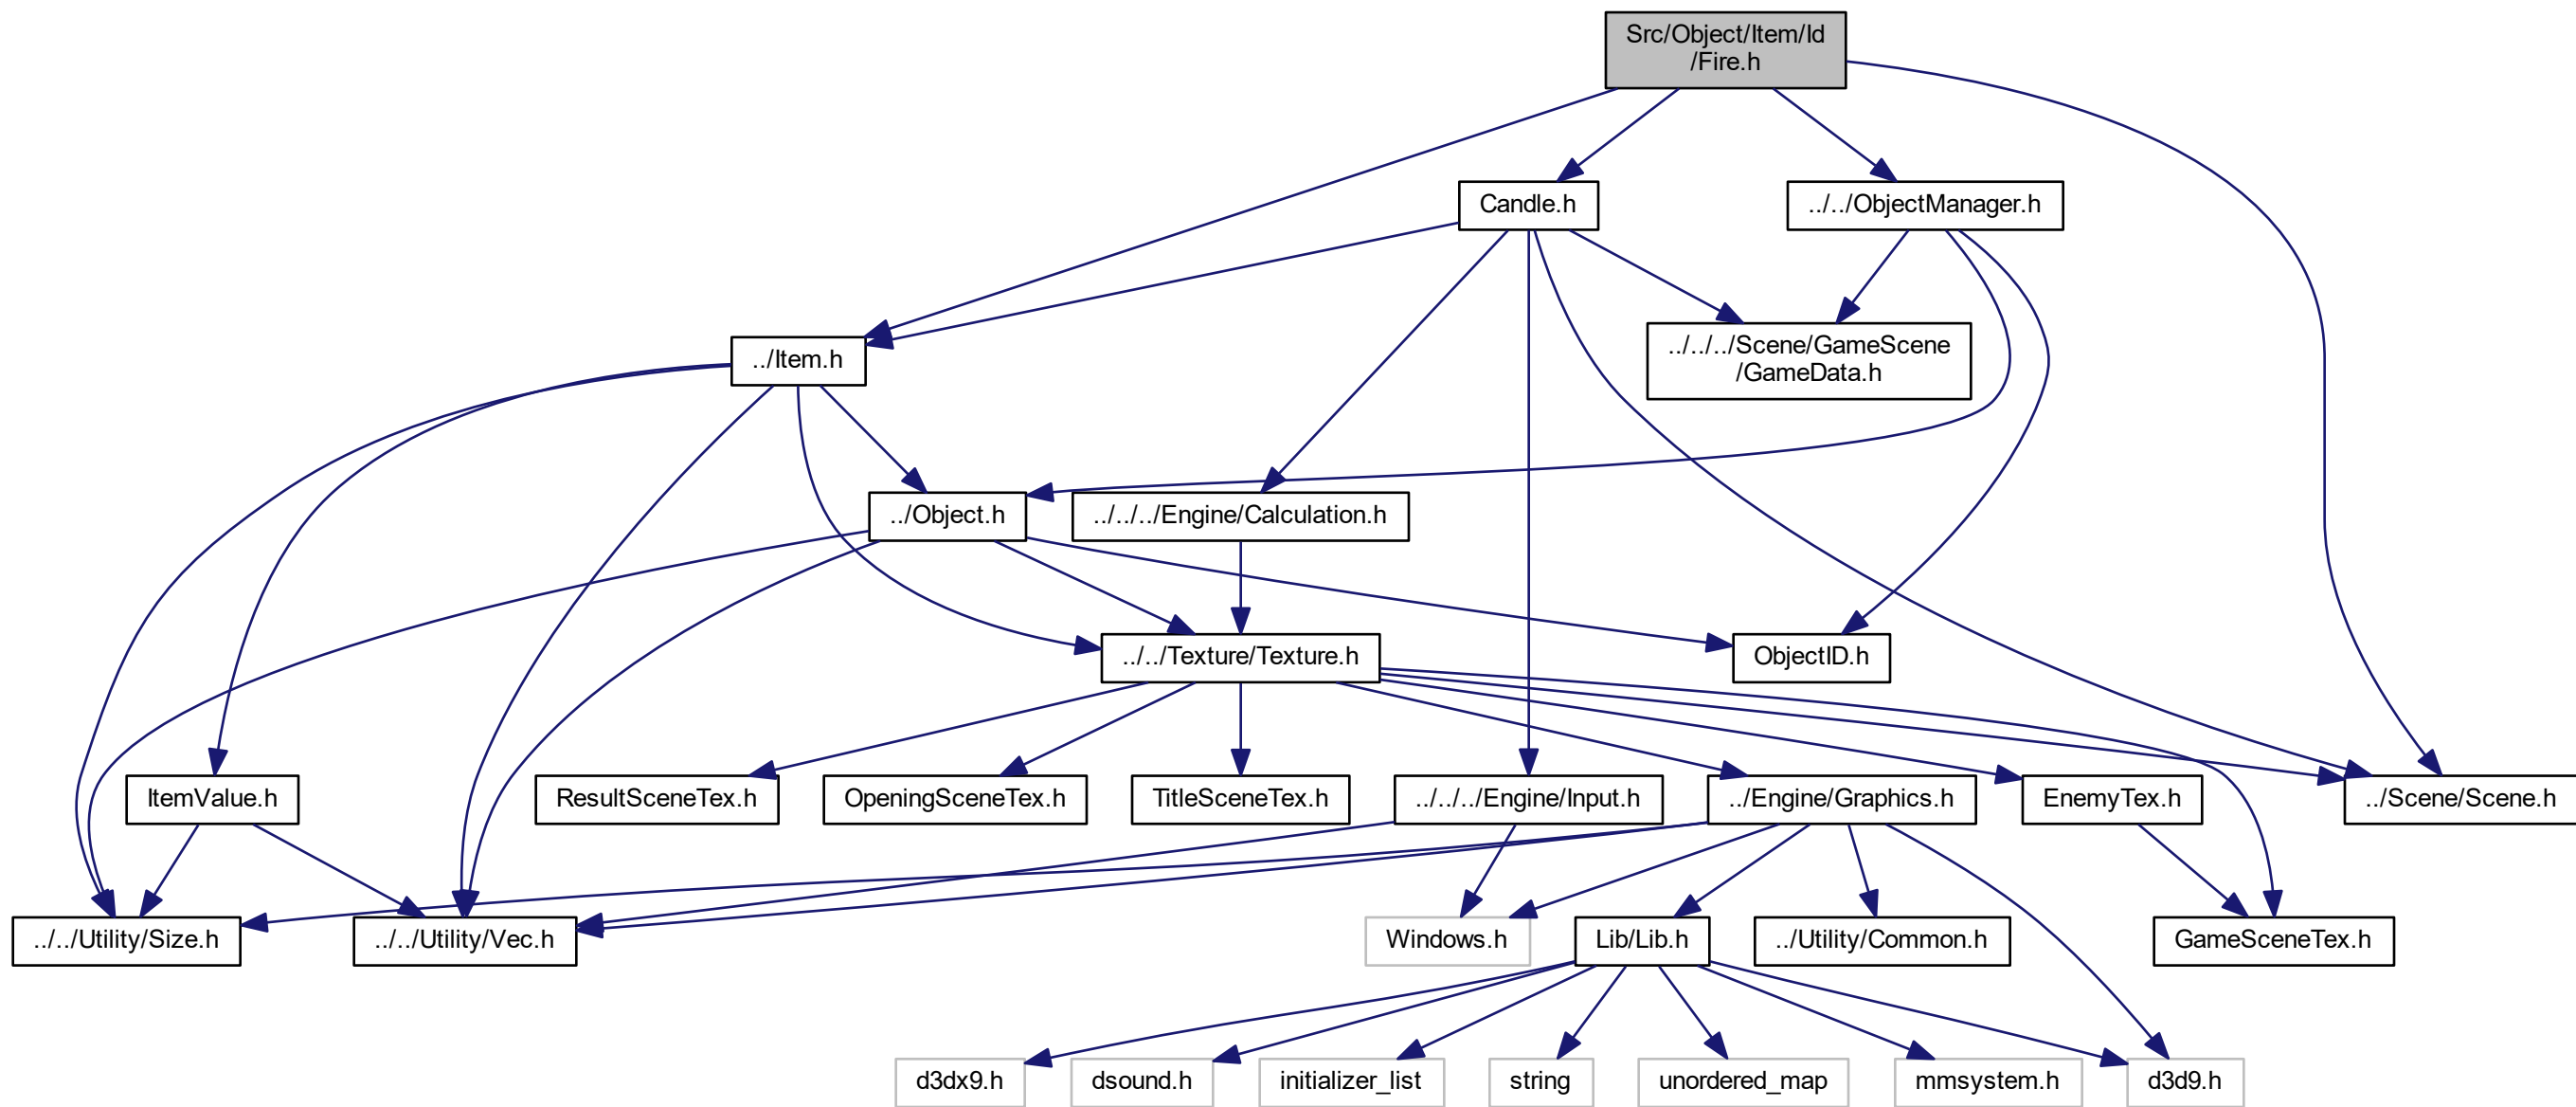 Src/Object/Item/Id
/Fire.h
Candle.h
../../ObjectManager.h
../Item.h
../../../Scene/GameScene
/GameData.h
../Object.h
../../../Engine/Calculation.h
../../Texture/Texture.h
ObjectID.h
ItemValue.h
ResultSceneTex.h
OpeningSceneTex.h
TitleSceneTex.h
../../../Engine/Input.h
../Engine/Graphics.h
EnemyTex.h
../Scene/Scene.h
../../Utility/Size.h
../../Utility/Vec.h
Windows.h
Lib/Lib.h
../Utility/Common.h
GameSceneTex.h
d3dx9.h
dsound.h
initializer_list
string
unordered_map
mmsystem.h
d3d9.h